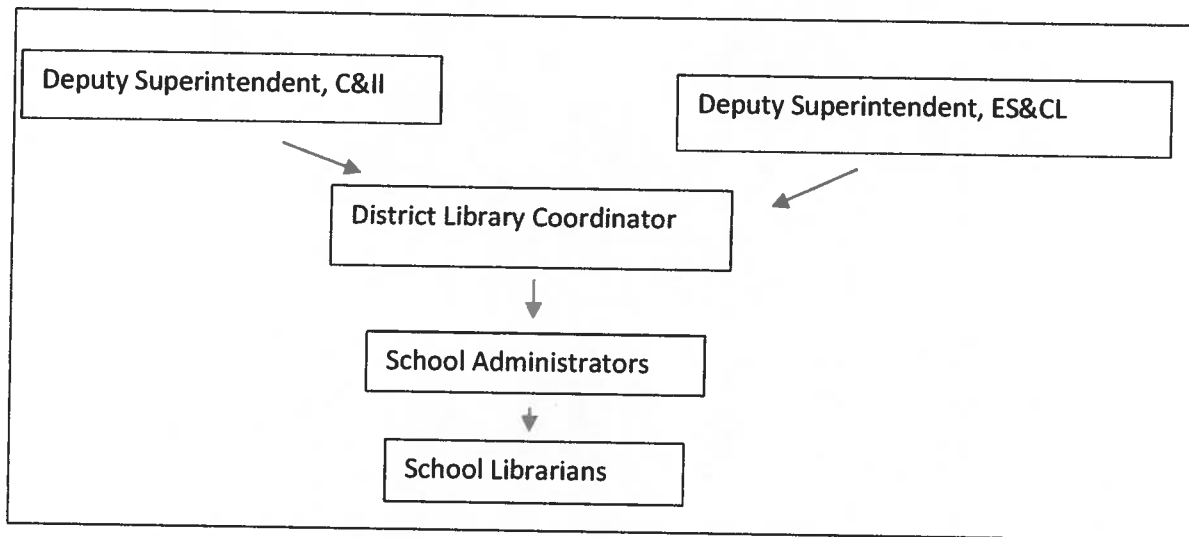 Deputy Superintendent, C&II
Deputy Superintendent, ES&CL
District Library Coordinator
School Administrators
School Librarians